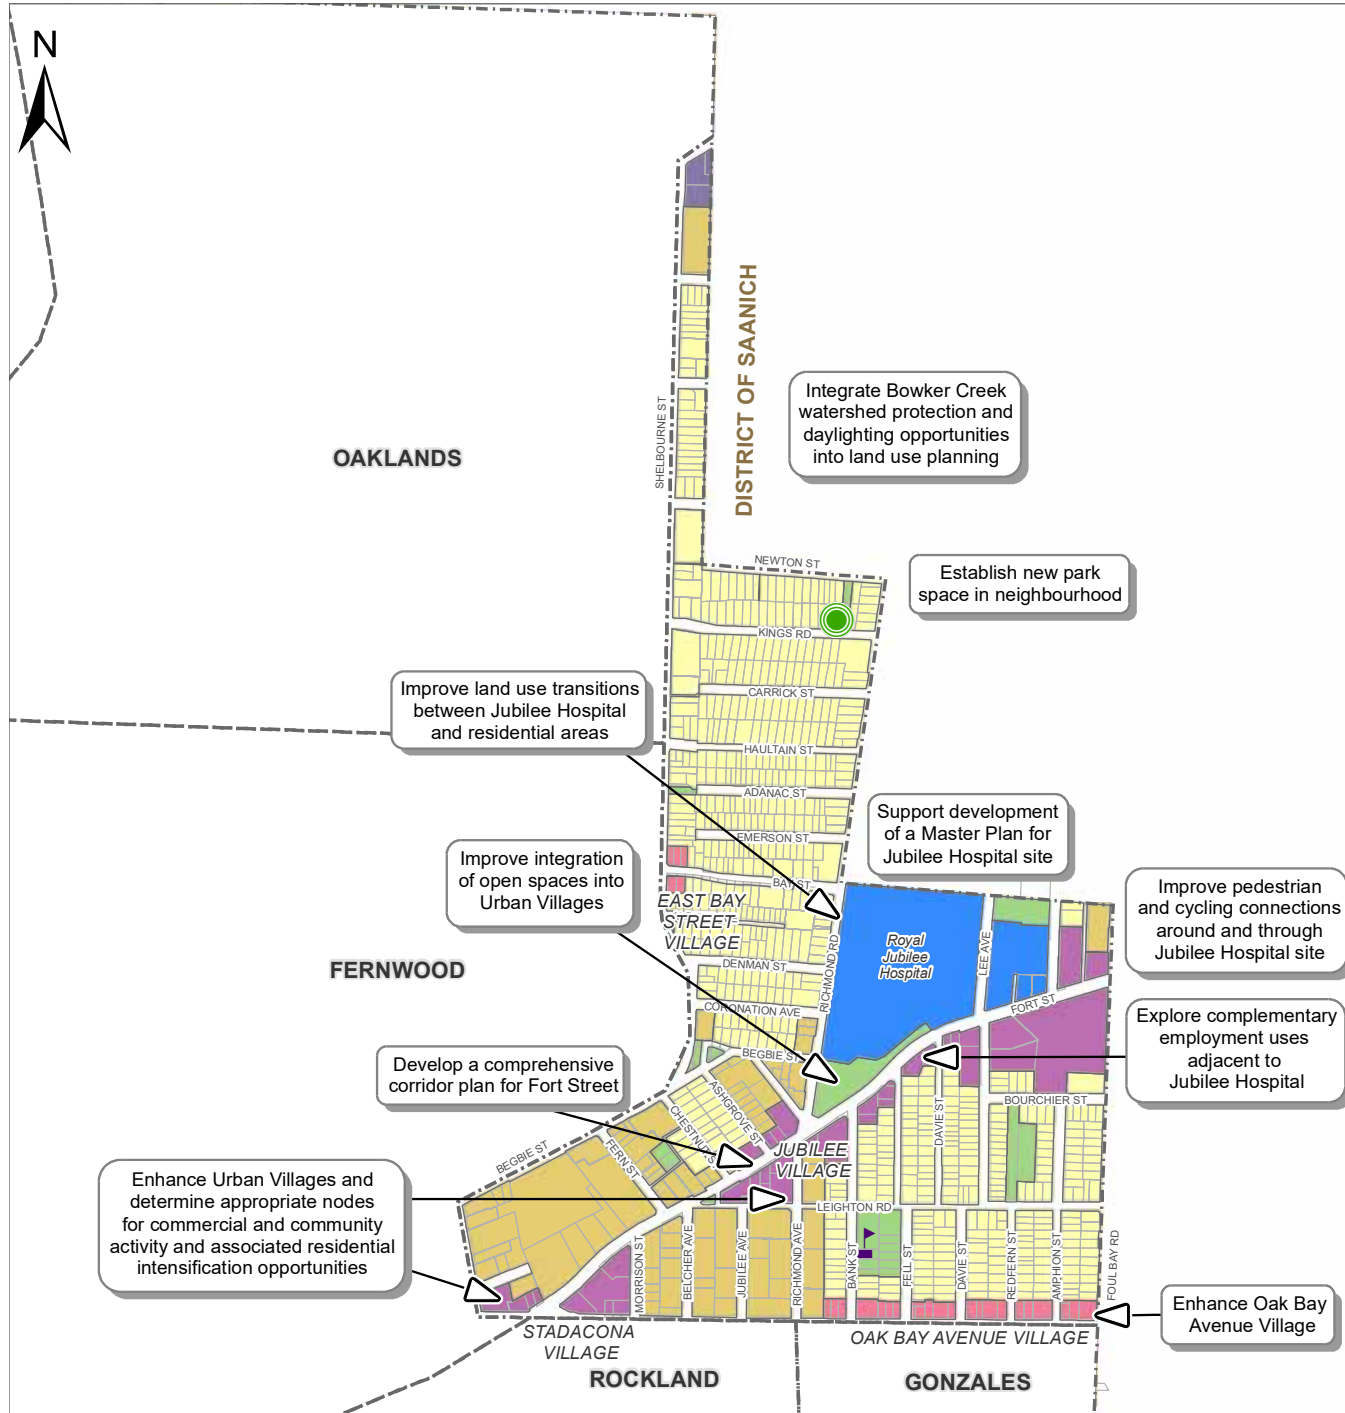 N
DISTRICT OF SAANICH
SHELBOURNE ST
OAKLANDS
Integrate Bowker Creek
watershed protection and
daylighting opportunities
into land use planning
NEWTON ST
Establish new park
space in neighbourhood
KINGS RD
CARRICK ST
Improve land use transitions
between Jubilee Hospital
and residential areas
HAULTAIN ST
ADANAC ST
EMERSON ST
Support development
of a Master Plan for
Jubilee Hospital site
Improve integration
of open spaces into
Urban Villages
BAY ST
EAST BAY
STREET
VILLAGE
Improve pedestrian
and cycling connections
around and through
Jubilee Hospital site
Royal
Jubilee
Hospital
LEE AVE
RICHMOND RD
FERNWOOD
DENMAN ST
CORONATION AVE
FORT ST
Explore complementary
employment uses
adjacent to
Jubilee Hospital
BEGBIE ST
Develop a comprehensive
corridor plan for Fort Street
ASHGROVE ST
CHESTNUT S
DAVIE ST
BOURCHIER ST
BEGBIE ST
FERN ST
JUBILEE
VILLAGE
Enhance Urban Villages and
determine appropriate nodes
for commercial and community
activity and associated residential
intensification opportunities
LEIGHTON RD
MORRISON ST
BELCHER AVE
JUBILEE AVE
RICHMOND AVE
BANK ST
FELL ST
DAVIE ST
REDFERN ST
AMPHION ST
FOUL BAY RD
Enhance Oak Bay
Avenue Village
STADACONA
VILLAGE
OAK BAY AVENUE VILLAGE
ROCKLAND
GONZALES